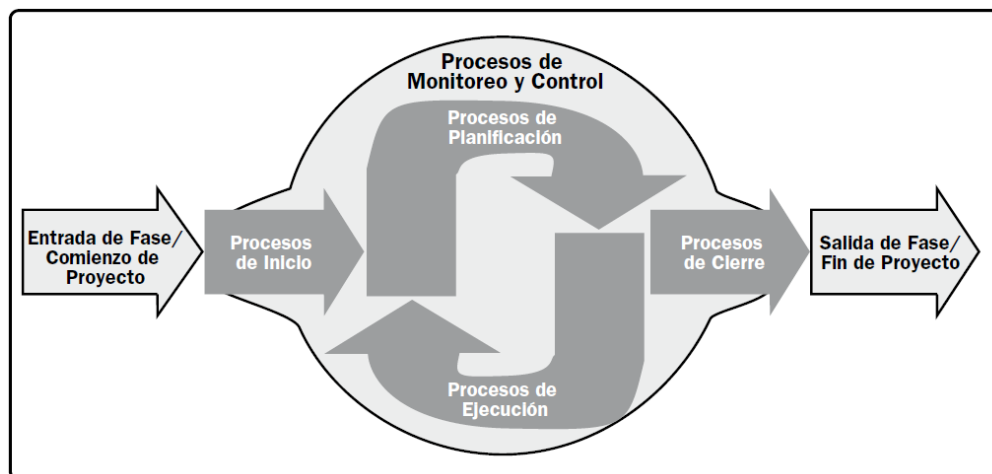 Procesos de
Monitoreo y Control
Procesos de
Planificación
Entrada de Fase/
Comienzo de
Proyecto
Procesos
de Inicio
Procesos
de Cierre
Salida de Fase/
Fin de Proyecto
Procesos de
Ejecución